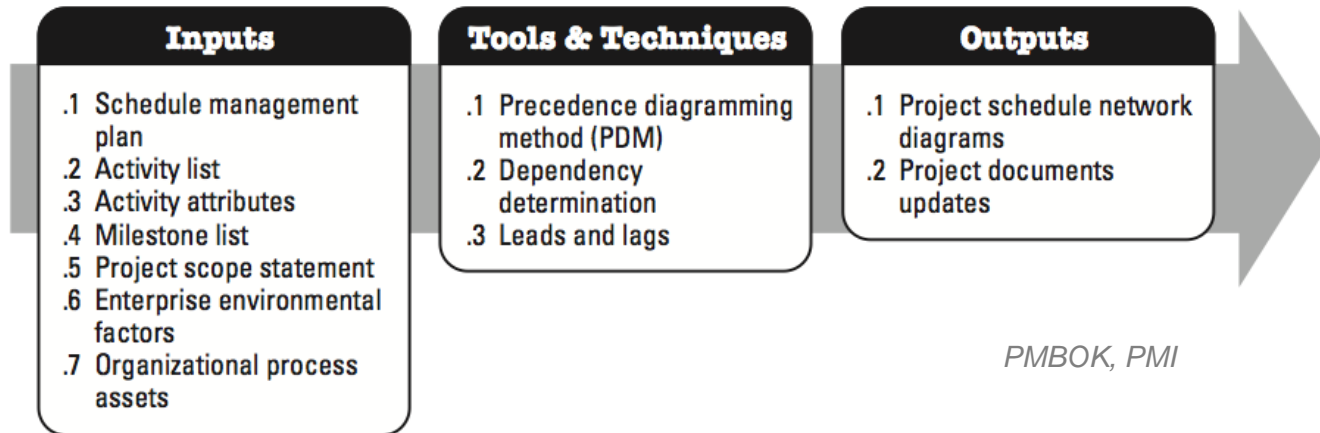 Inputs
.1 Schedule management
plan
.2 Activity list
.3 Activity attributes
.4 Milestone list
.5 Project scope statement
.6 Enterprise environmental
factors
.7 Organizational process
assets
Tools & Techniques
.1 Precedence diagramming
method (PDM)
.2 Dependency
determination
.3 Leads and lags
Outputs
.1 Project schedule network
diagrams
.2 Project documents
updates
PMBOK, PMI